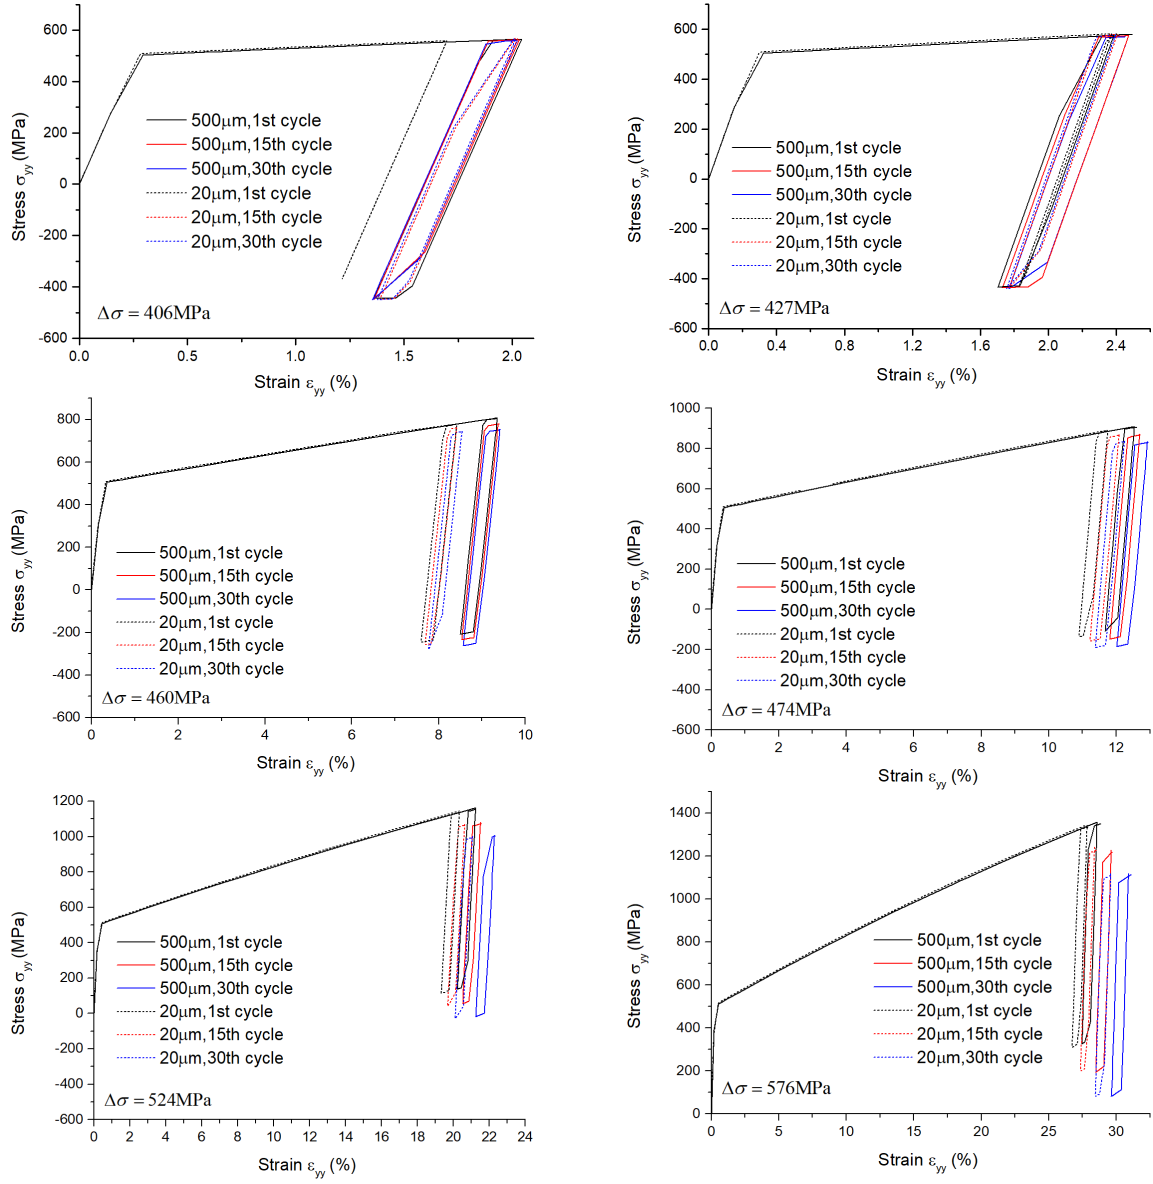 600
400
200
0
-200
-400
-600
0.0
0.5
1.0
1.5
2.0
Stress σyy (MPa)
Strain εyy (%)
500μm,1st cycle
500μm,15th cycle
500μm,30th cycle
20μm,1st cycle
20μm,15th cycle
20μm,30th cycle
Δσ = 406MPa
600
400
200
0
-200
-400
-600
0.0
0.4
0.8
1.2
1.6
2.0
2.4
Stress σyy (MPa)
Strain εyy (%)
500μm,1st cycle
500μm,15th cycle
500μm,30th cycle
20μm,1st cycle
20μm,15th cycle
20μm,30th cycle
Δσ = 427MPa
800
600
400
200
0
-200
-400
-600
0
2
4
6
8
10
Stress σyy (MPa)
Strain εyy (%)
500μm,1st cycle
500μm,15th cycle
500μm,30th cycle
20μm,1st cycle
20μm,15th cycle
20μm,30th cycle
Δσ = 460MPa
1000
800
600
400
200
0
-200
-400
-600
0
2
4
6
8
10
12
Stress σyy (MPa)
Strain εyy (%)
500μm,1st cycle
500μm,15th cycle
500μm,30th cycle
20μm,1st cycle
20μm,15th cycle
20μm,30th cycle
Δσ = 474MPa
1200
1000
800
600
400
200
0
-200
-400
-600
0
2
4
6
8
10
12
14
16
18
20
22
24
Stress σyy (MPa)
Strain εyy (%)
500μm,1st cycle
500μm,15th cycle
500μm,30th cycle
20μm,1st cycle
20μm,15th cycle
20μm,30th cycle
Δσ = 524MPa
1400
1200
1000
800
600
400
200
0
0
5
10
15
20
25
30
Stress σyy (MPa)
Strain εyy (%)
500μm,1st cycle
500μm,15th cycle
500μm,30th cycle
20μm,1st cycle
20μm,15th cycle
20μm,30th cycle
Δσ = 576MPa